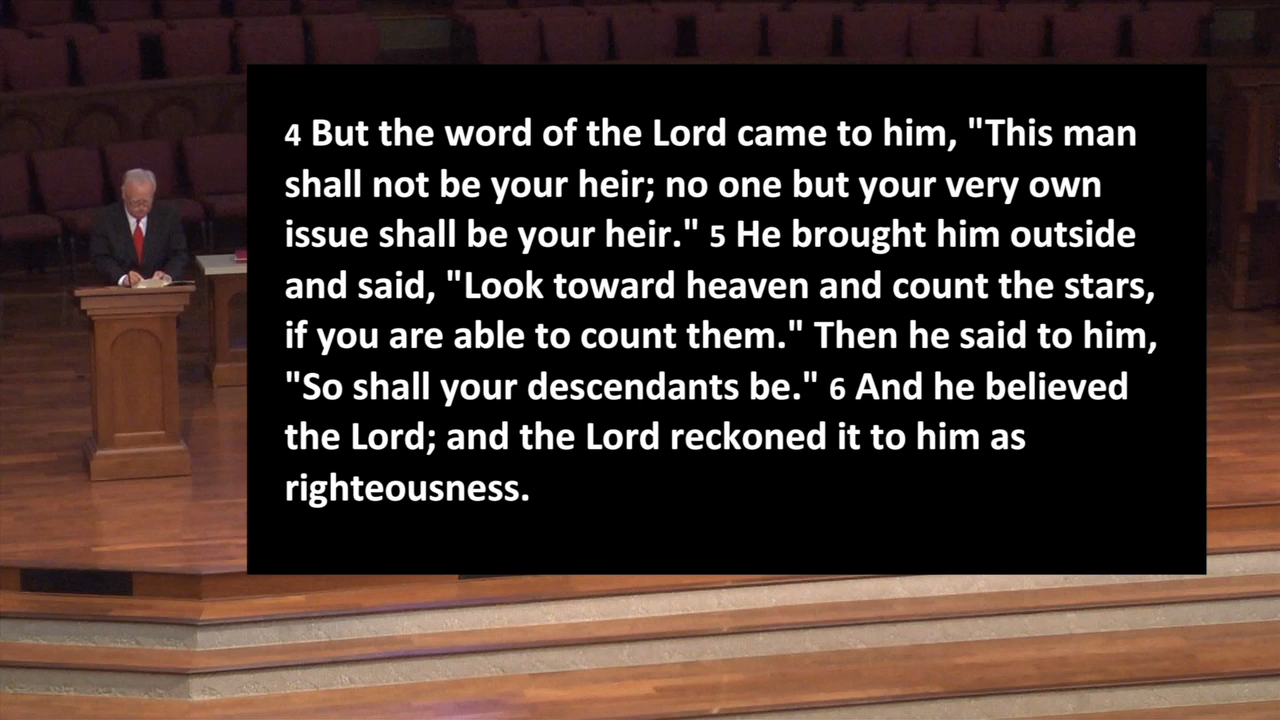 4 But the word of the Lord came to him, "This man
shall not be your heir; no one but your very own
issue shall be your heir." 5 He brought him outside
and said, "Look toward heaven and count the stars,
if you are able to count them." Then he said to him,
"So shall your descendants be." 6 And he believed
the Lord; and the Lord reckoned it to him as
righteousness.